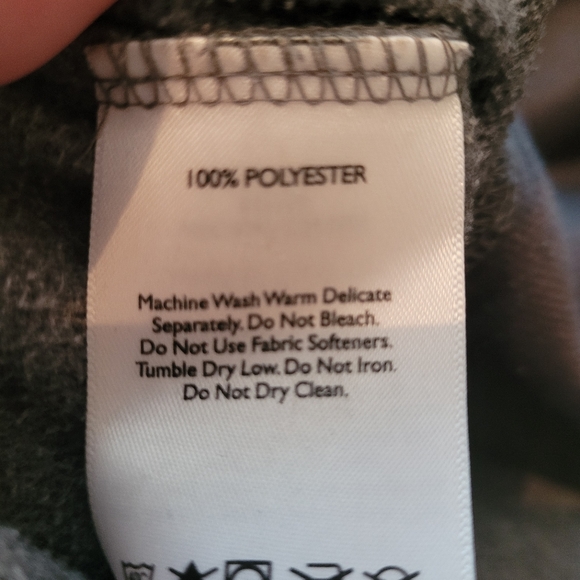 100% POLYESTER
Machine Wash Warm Delicate
Separately. Do Not Bleach.
Do Not Use Fabric Softeners.
Tumble Dry Low. Do Not Iron.
Do Not Dry Clean.